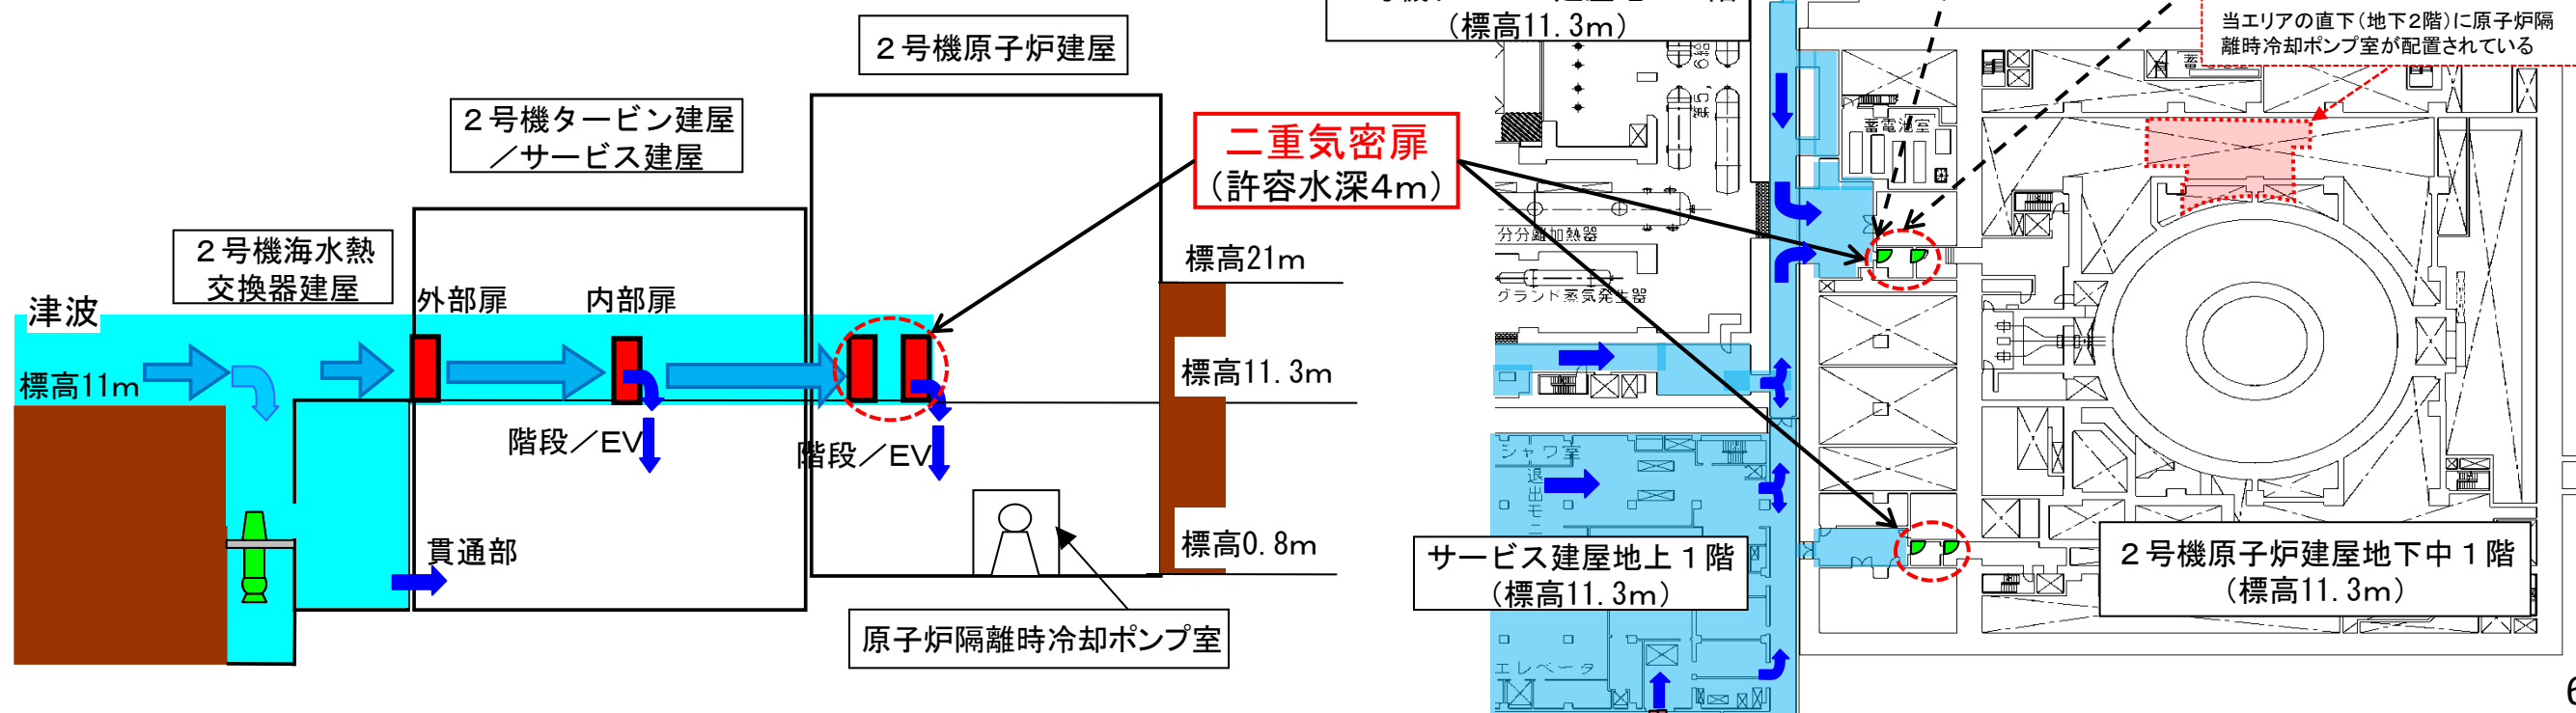 ２号機原子炉建屋
２号機タービン建屋
／サービス建屋
２号機海水熱
交換器建屋
津波
標高11m
外部扉
内部扉
階段／EV
階段／EV
貫通部
原子炉隔離時冷却ポンプ室
標高21m
標高11.3m
標高0.8m
二重気密扉
（許容水深4m）
（標高11.3m）
当エリアの直下（地下2階）に原子炉隔
離時冷却ポンプ室が配置されている
蓄電池室
分分離加熱器
グランド蒸気発生器
シャワ室
退出モニ
サービス建屋地上１階
（標高11.3m）
エレベータ
２号機原子炉建屋地下中１階
（標高11.3m）